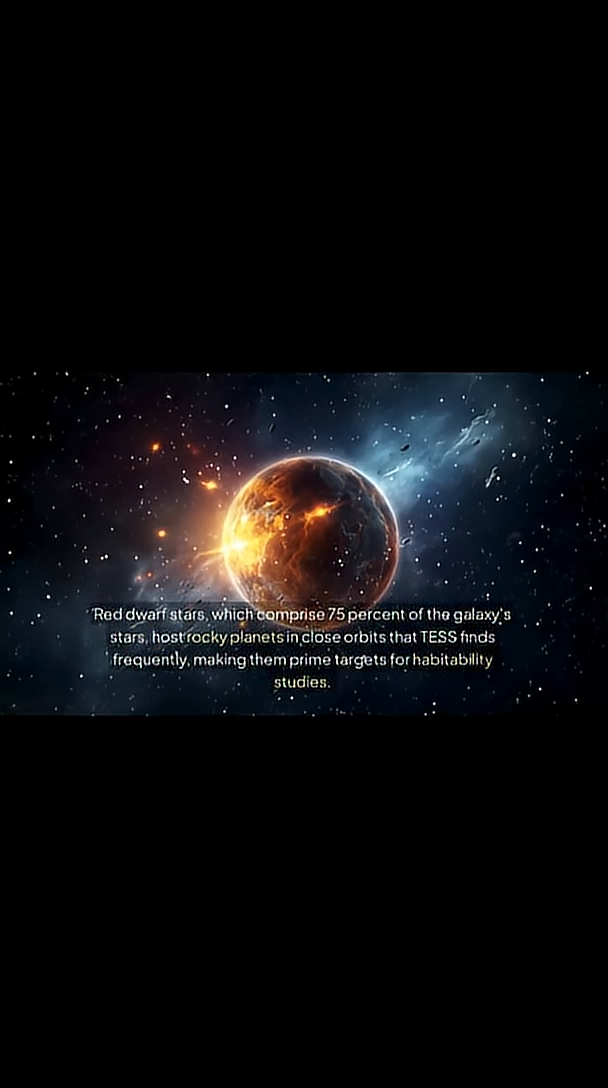 "Red dwarf stars, which comprise 75 percent of the galaxy's
stars, host rocky planets in close orbits that TESS finds
frequently, making them prime targets for habitability
studies.